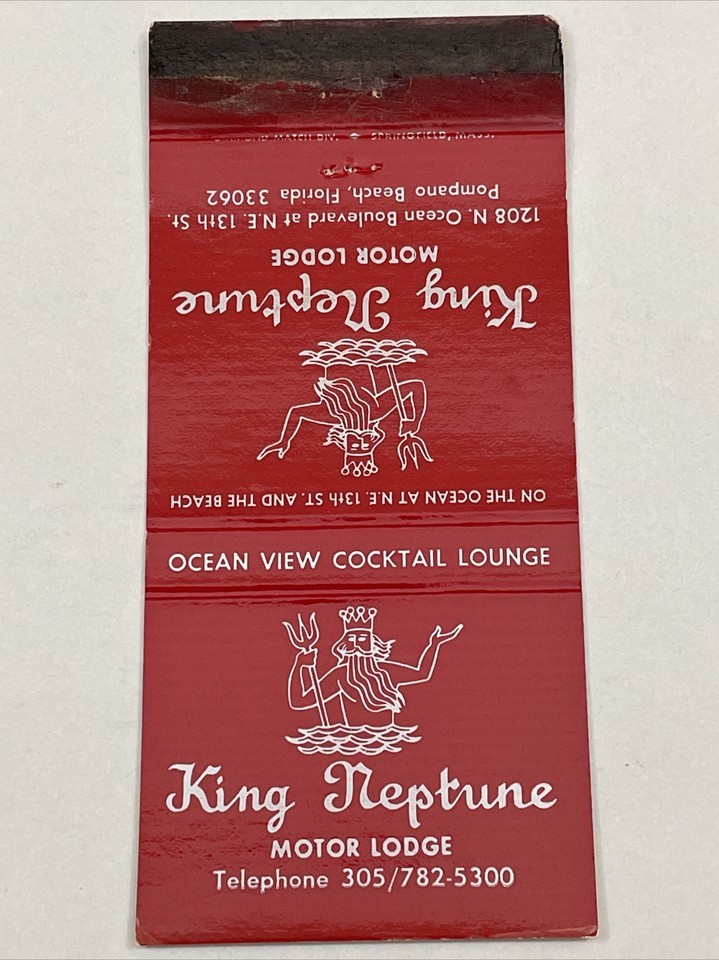 OCEAN VIEW COCKTAIL LOUNGE
King Neptune
MOTOR LODGE
Telephone 305/782-5300
ON THE OCEAN AT N.E. 13th ST. AND THE BEACH
King Neptune
MOTOR LODGE
1208 N. Ocean Boulevard at N.E. 13th St.
Pompano Beach, Florida 33062
MATCH DIV. SPRINGFIELD, MASS.